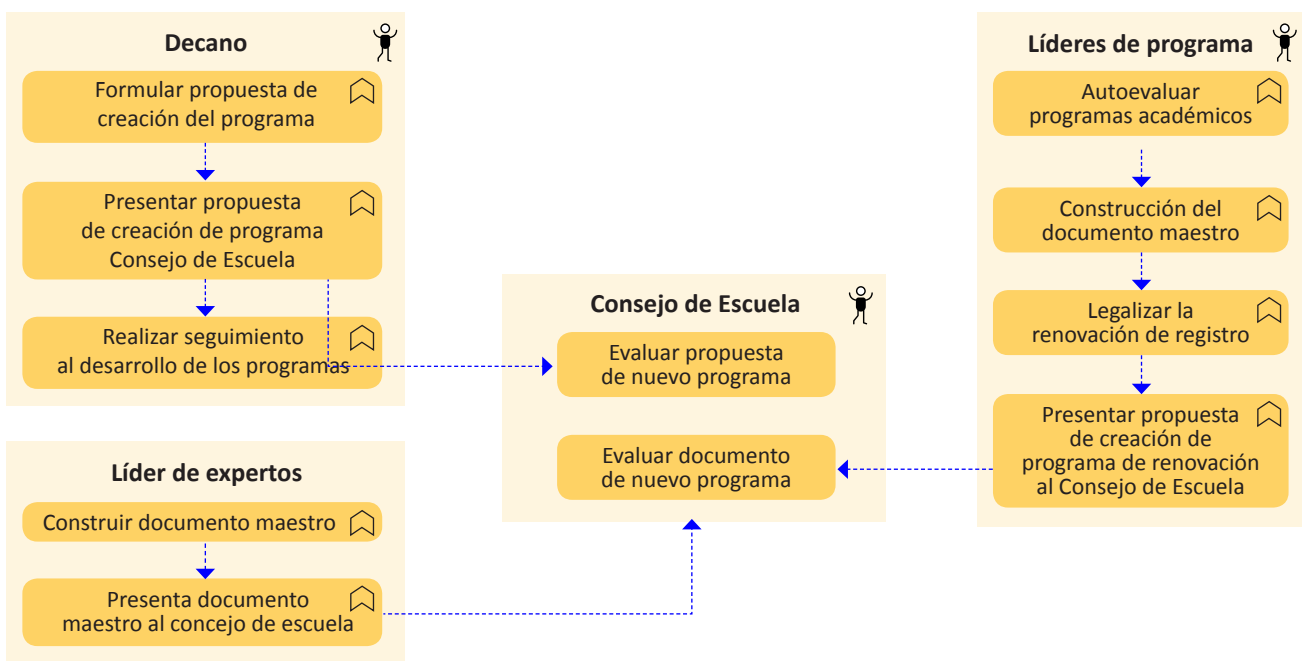 Decano
Formular propuesta de
creación del programa
Presentar propuesta
de creación de programa
Consejo de Escuela
Realizar seguimiento
al desarrollo de los programas
Líder de expertos
Construir documento maestro
Presenta documento
maestro al concejo de escuela
Consejo de Escuela
Evaluar propuesta
de nuevo programa
Evaluar documento
de nuevo programa
Líderes de programa
Autoevaluar
programas académicos
Construcción del
documento maestro
Legalizar la
renovación de registro
Presentar propuesta
de creación de
programa de renovación
al Consejo de Escuela